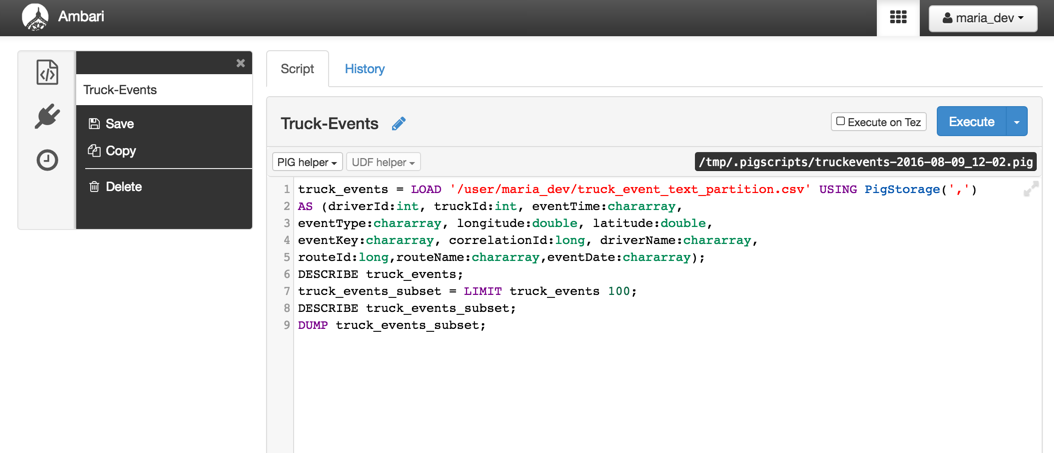 Ambari
maria_dev
Truck-Events
Save
Copy
Delete
Script
History
Truck-Events
Execute on Tez
Execute
PIG helper
UDF helper
/tmp/.pigscripts/truckevents-2016-08-09_12-02.pig
1 truck_events = LOAD '/user/maria_dev/truck_event_text_partition.csv' USING PigStorage(',')
2 AS (driverId:int, truckId:int, eventTime:chararray,
3 eventType:chararray, longitude:double, latitude:double,
4 eventKey:chararray, correlationId:long, driverName:chararray,
5 routeId:long,routeName:chararray,eventDate:chararray);
6 DESCRIBE truck_events;
7 truck_events_subset = LIMIT truck_events 100;
8 DESCRIBE truck_events_subset;
9 DUMP truck_events_subset;